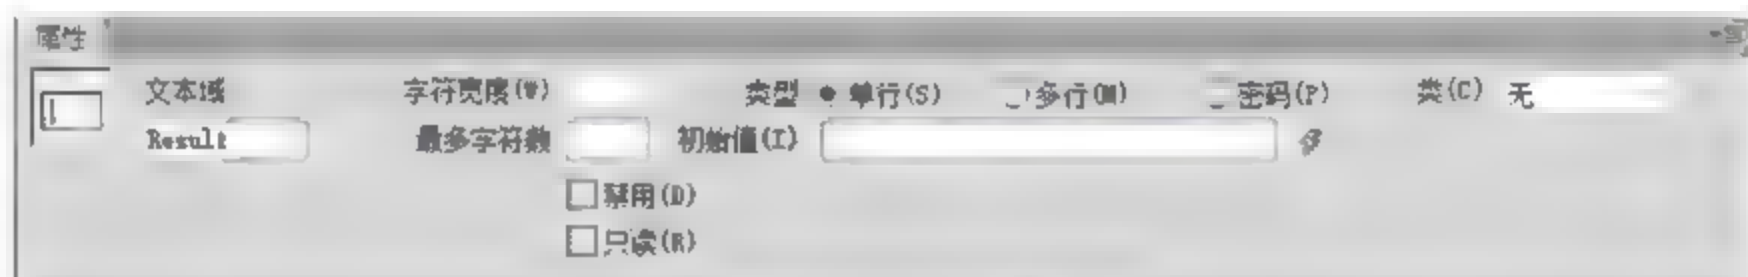 属性
文本域 字符宽度(W) 类型 单行(S) 多行(M) 密码(P) 类(C) 无
Result 最多字符数 初始值(I)
禁用(D)
只读(R)